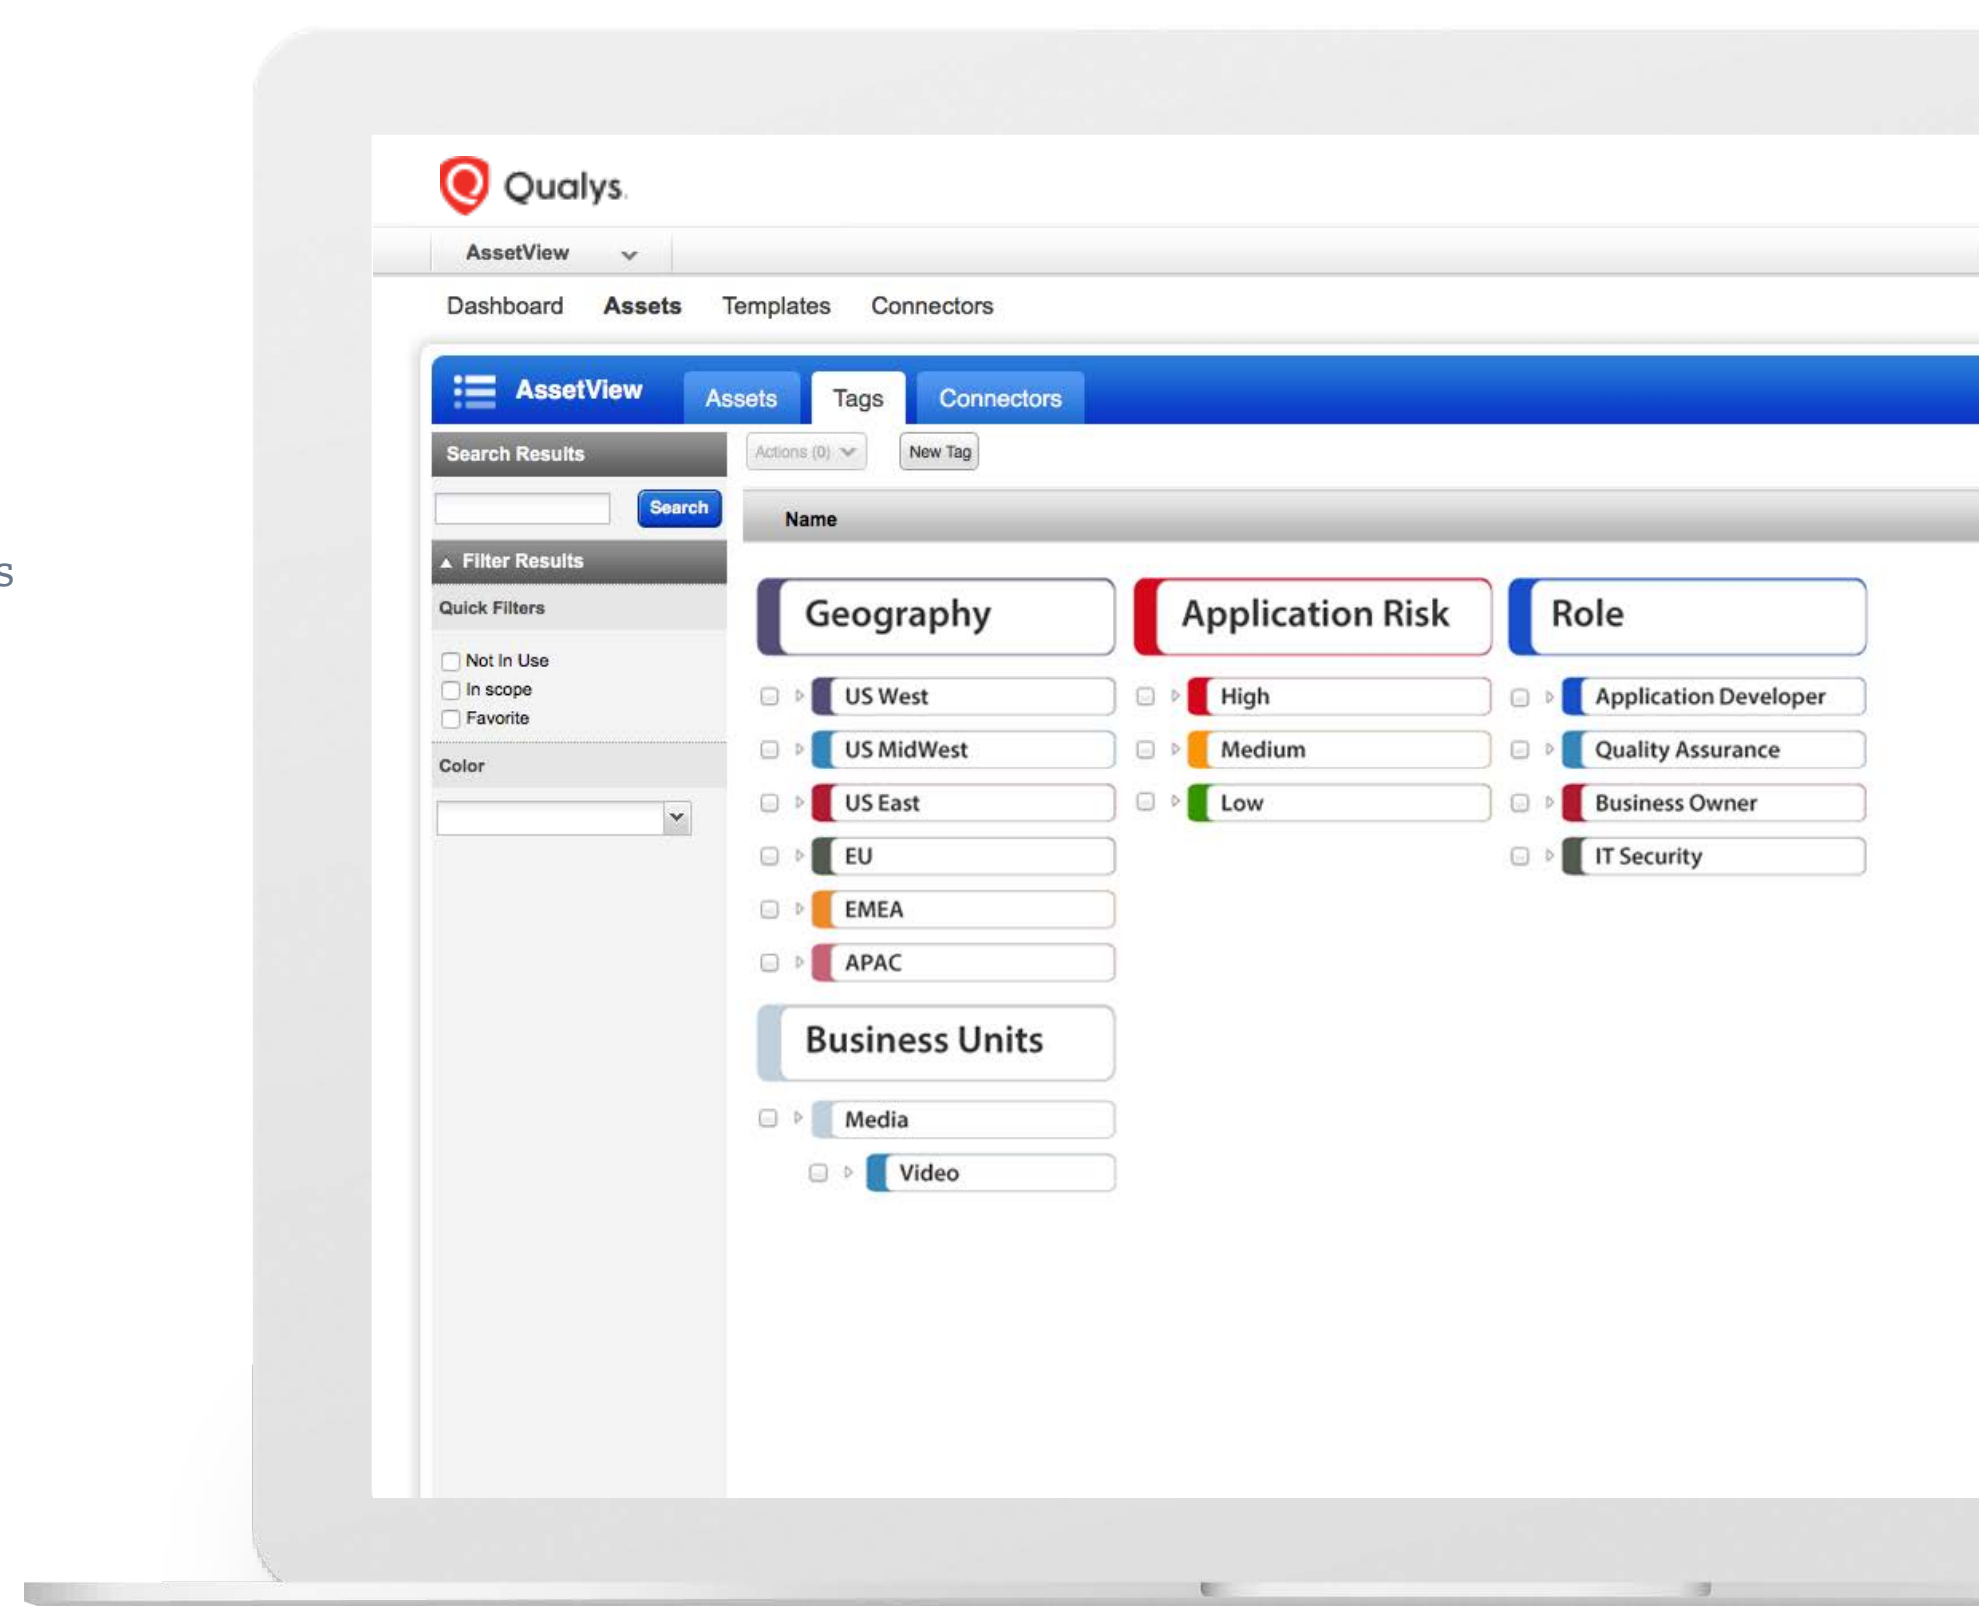 Qualys.
AssetView
Dashboard Assets Templates Connectors
AssetView Assets Tags Connectors
Search Results
Actions (0) New Tag
Search
Name
Filter Results
s
Quick Filters
Not In Use
In scope
Favorite
Color
Geography
US West
US MidWest
US East
EU
EMEA
APAC
Business Units
Media
Video
Application Risk
High
Medium
Low
Role
Application Developer
Quality Assurance
Business Owner
IT Security